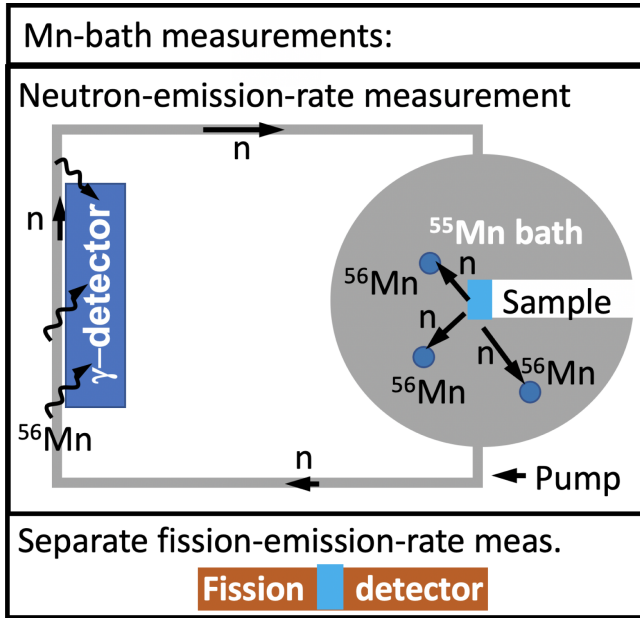 Mn-bath measurements:
Neutron-emission-rate measurement
n
n
γ–detector
⁵⁶Mn
n
⁵⁵Mn bath
n
⁵⁶Mn
Sample
n
n
⁵⁶Mn
⁵⁶Mn
Pump
Separate fission-emission-rate meas.
Fission detector